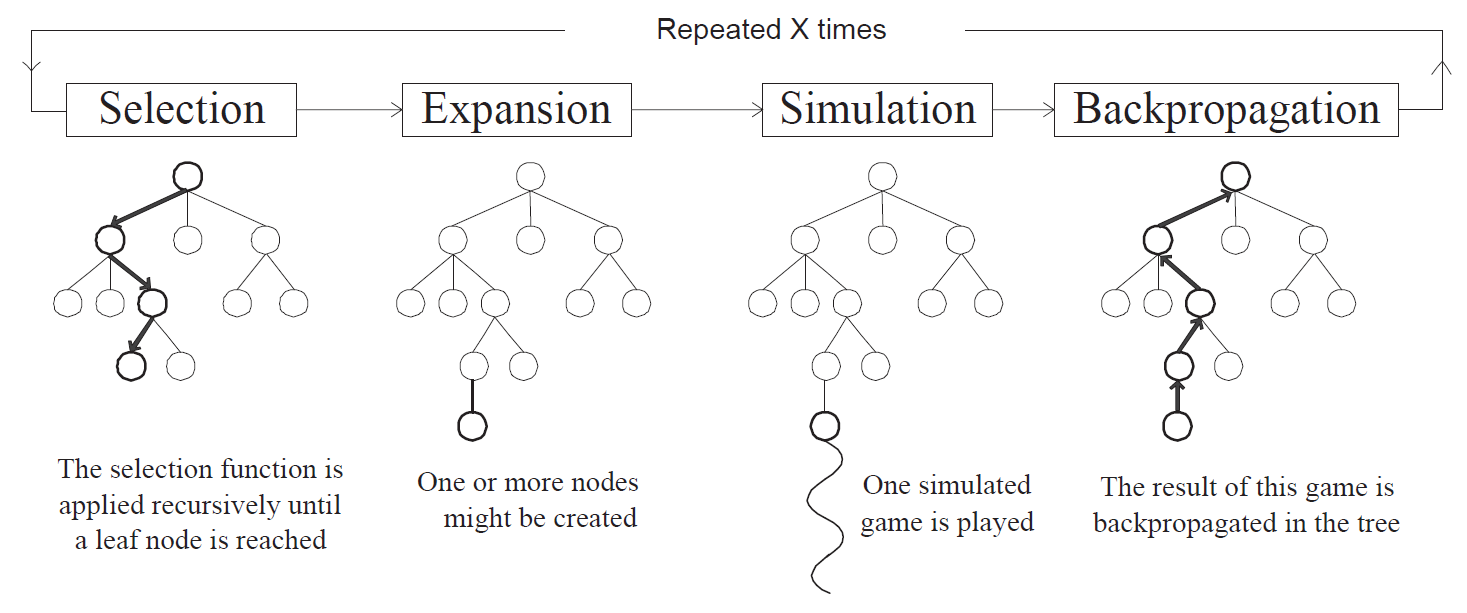 Repeated X times
Selection
Expansion
Simulation
Backpropagation
The selection function is
applied recursively until
a leaf node is reached
One or more nodes
might be created
One simulated
game is played
The result of this game is
backpropagated in the tree